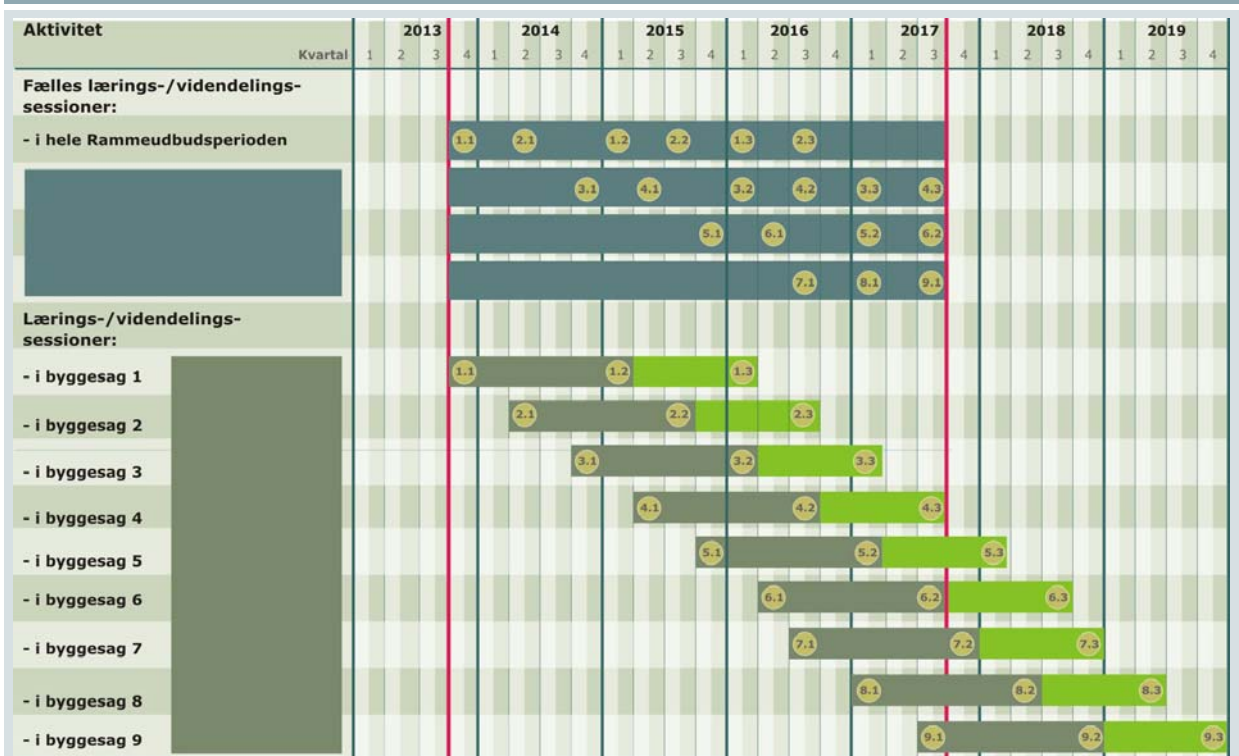 Aktivitet 2013 2014 2015 2016 2017 2018 2019
Kvartal 1 2 3 4 1 2 3 4 1 2 3 4 1 2 3 4 1 2 3 4 1 2 3 4 1 2 3 4
Fælles lærings-/videndelings-
sessioner:
- i hele Rammeudbudsperioden 1.1 2.1 1.2 2.2 1.3 2.3
3.1 4.1 3.2 4.2 3.3 4.3
5.1 6.1 5.2 6.2
7.1 8.1 9.1
Lærings-/videndelings-
sessioner:
- i byggesag 1 1.1 1.2 1.3
- i byggesag 2 2.1 2.2 2.3
- i byggesag 3 3.1 3.2 3.3
- i byggesag 4 4.1 4.2 4.3
- i byggesag 5 5.1 5.2 5.3
- i byggesag 6 6.1 6.2 6.3
- i byggesag 7 7.1 7.2 7.3
- i byggesag 8 8.1 8.2 8.3
- i byggesag 9 9.1 9.2 9.3